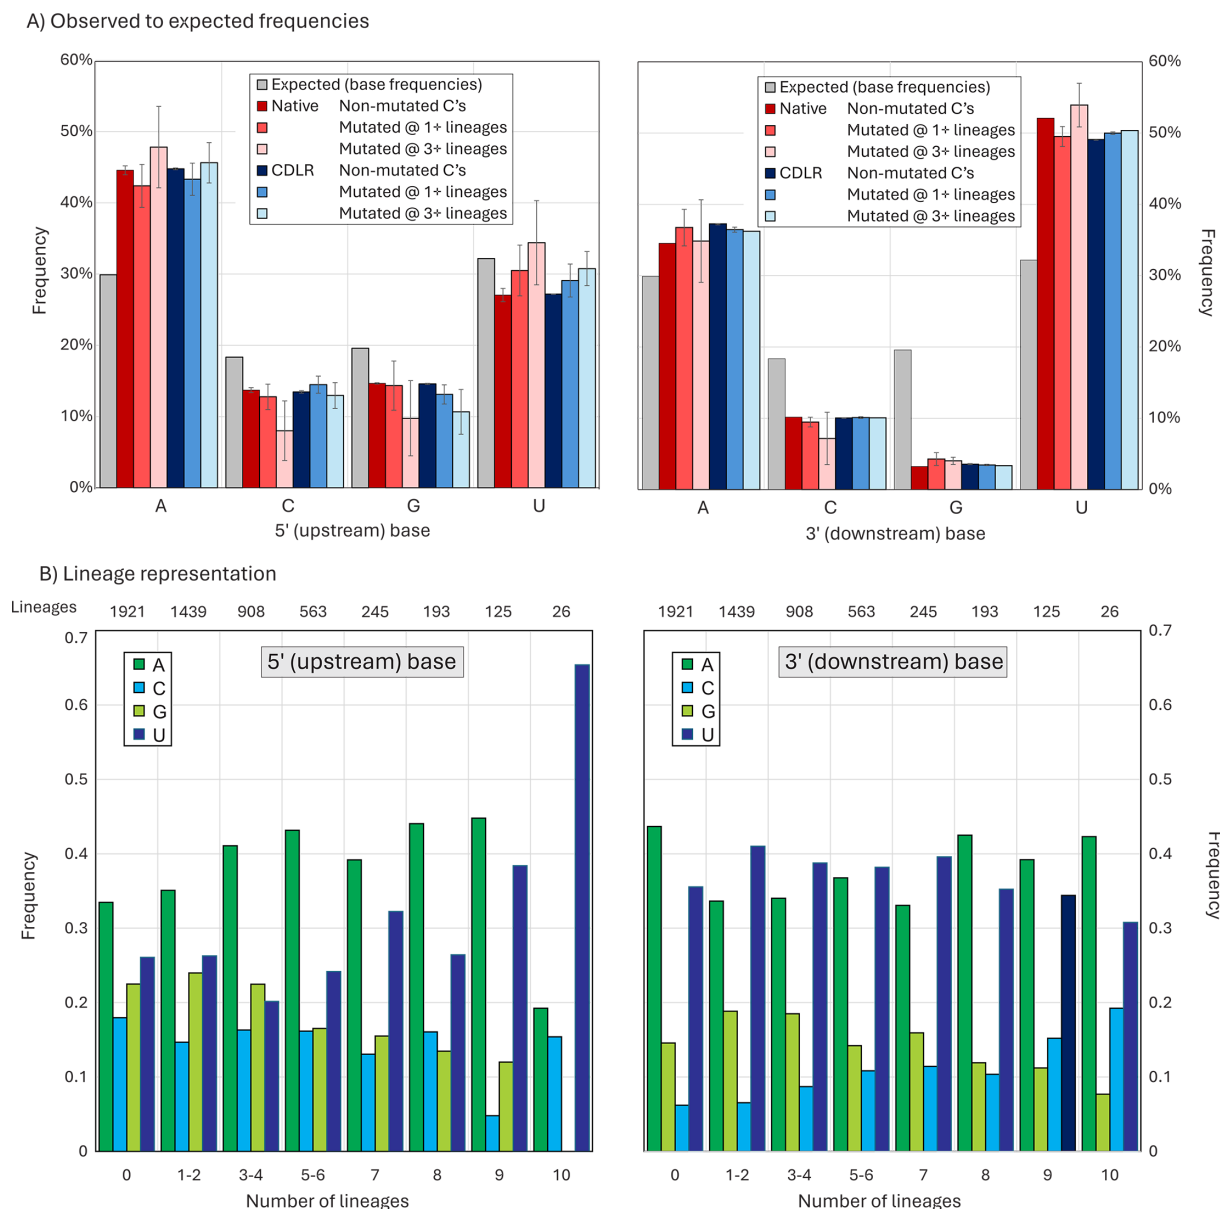 A) Observed to expected frequencies
60%
50%
40%
30%
20%
10%
0%
Frequency
Expected (base frequencies)
Native Non-mutated C's
Mutated @ 1+ lineages
Mutated @ 3+ lineages
CDLR Non-mutated C's
Mutated @ 1+ lineages
Mutated @ 3+ lineages
A C G U
5' (upstream) base
Expected (base frequencies)
Native Non-mutated C's
Mutated @ 1+ lineages
Mutated @ 3+ lineages
CDLR Non-mutated C's
Mutated @ 1+ lineages
Mutated @ 3+ lineages
60%
50%
40%
30%
20%
10%
0%
Frequency
A C G U
3' (downstream) base
B) Lineage representation
Lineages 1921 1439 908 563 245 193 125 26
0.7
0.6
0.5
0.4
0.3
0.2
0.1
0
Frequency
A
C
G
U
5' (upstream) base
0 1-2 3-4 5-6 7 8 9 10
Number of lineages
1921 1439 908 563 245 193 125 26
A
C
G
U
3' (downstream) base
0.7
0.6
0.5
0.4
0.3
0.2
0.1
0
Frequency
0 1-2 3-4 5-6 7 8 9 10
Number of lineages